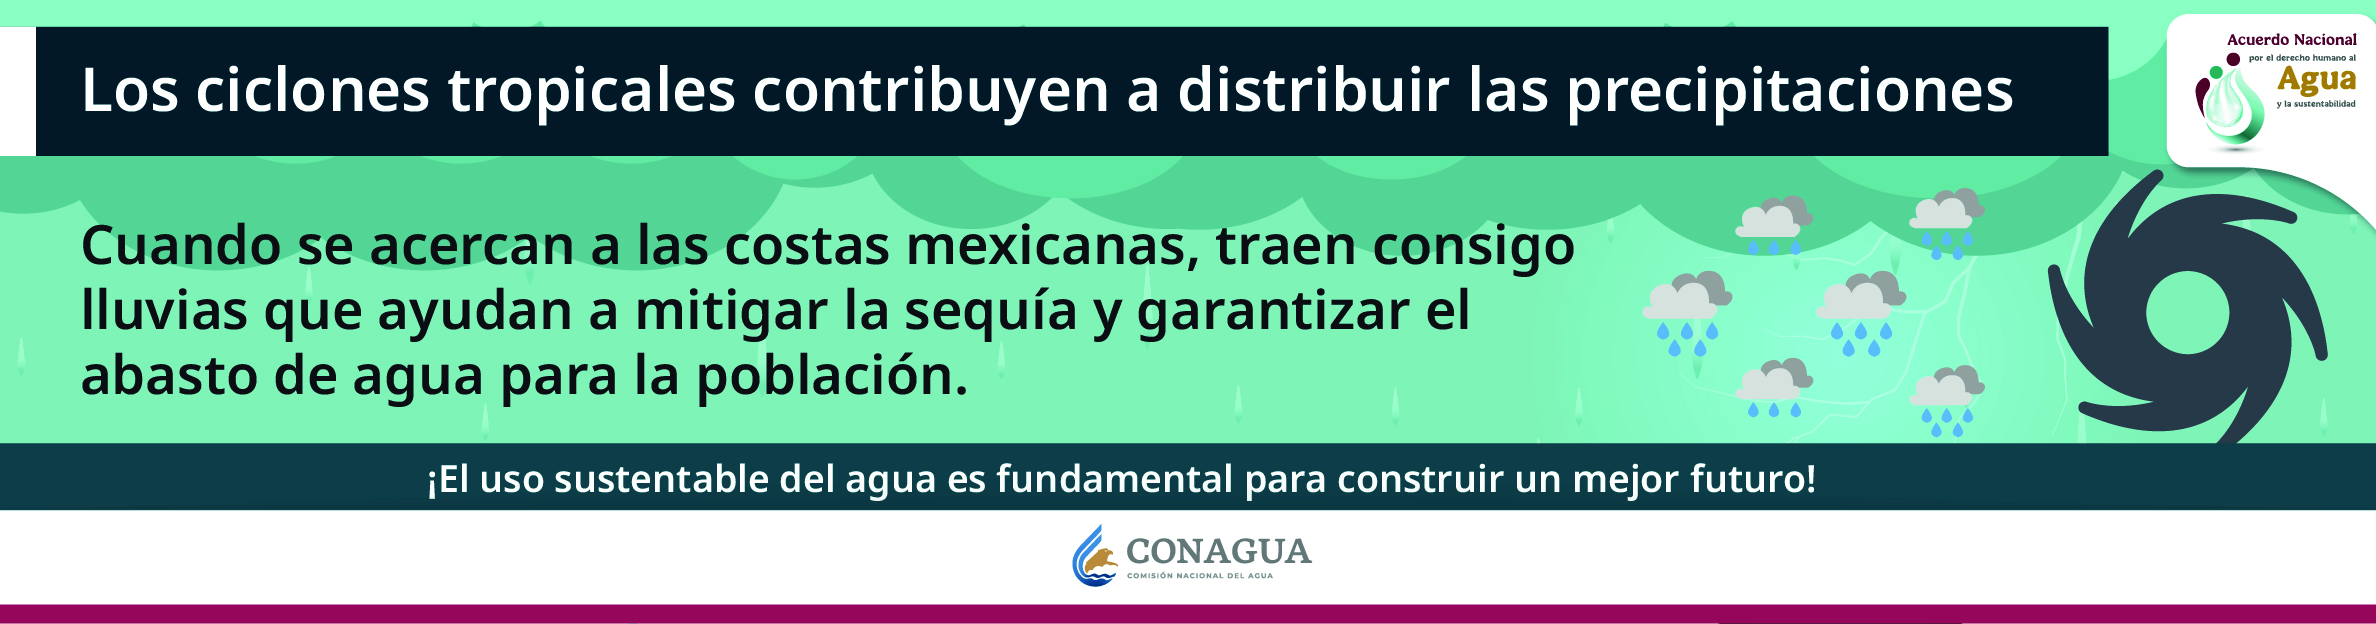 Los ciclones tropicales contribuyen a distribuir las precipitaciones
Acuerdo Nacional
por el derecho humano al
Agua
y la sustentabilidad
Cuando se acercan a las costas mexicanas, traen consigo
lluvias que ayudan a mitigar la sequía y garantizar el
abasto de agua para la población.
¡El uso sustentable del agua es fundamental para construir un mejor futuro!
CONAGUA
COMISIÓN NACIONAL DEL AGUA